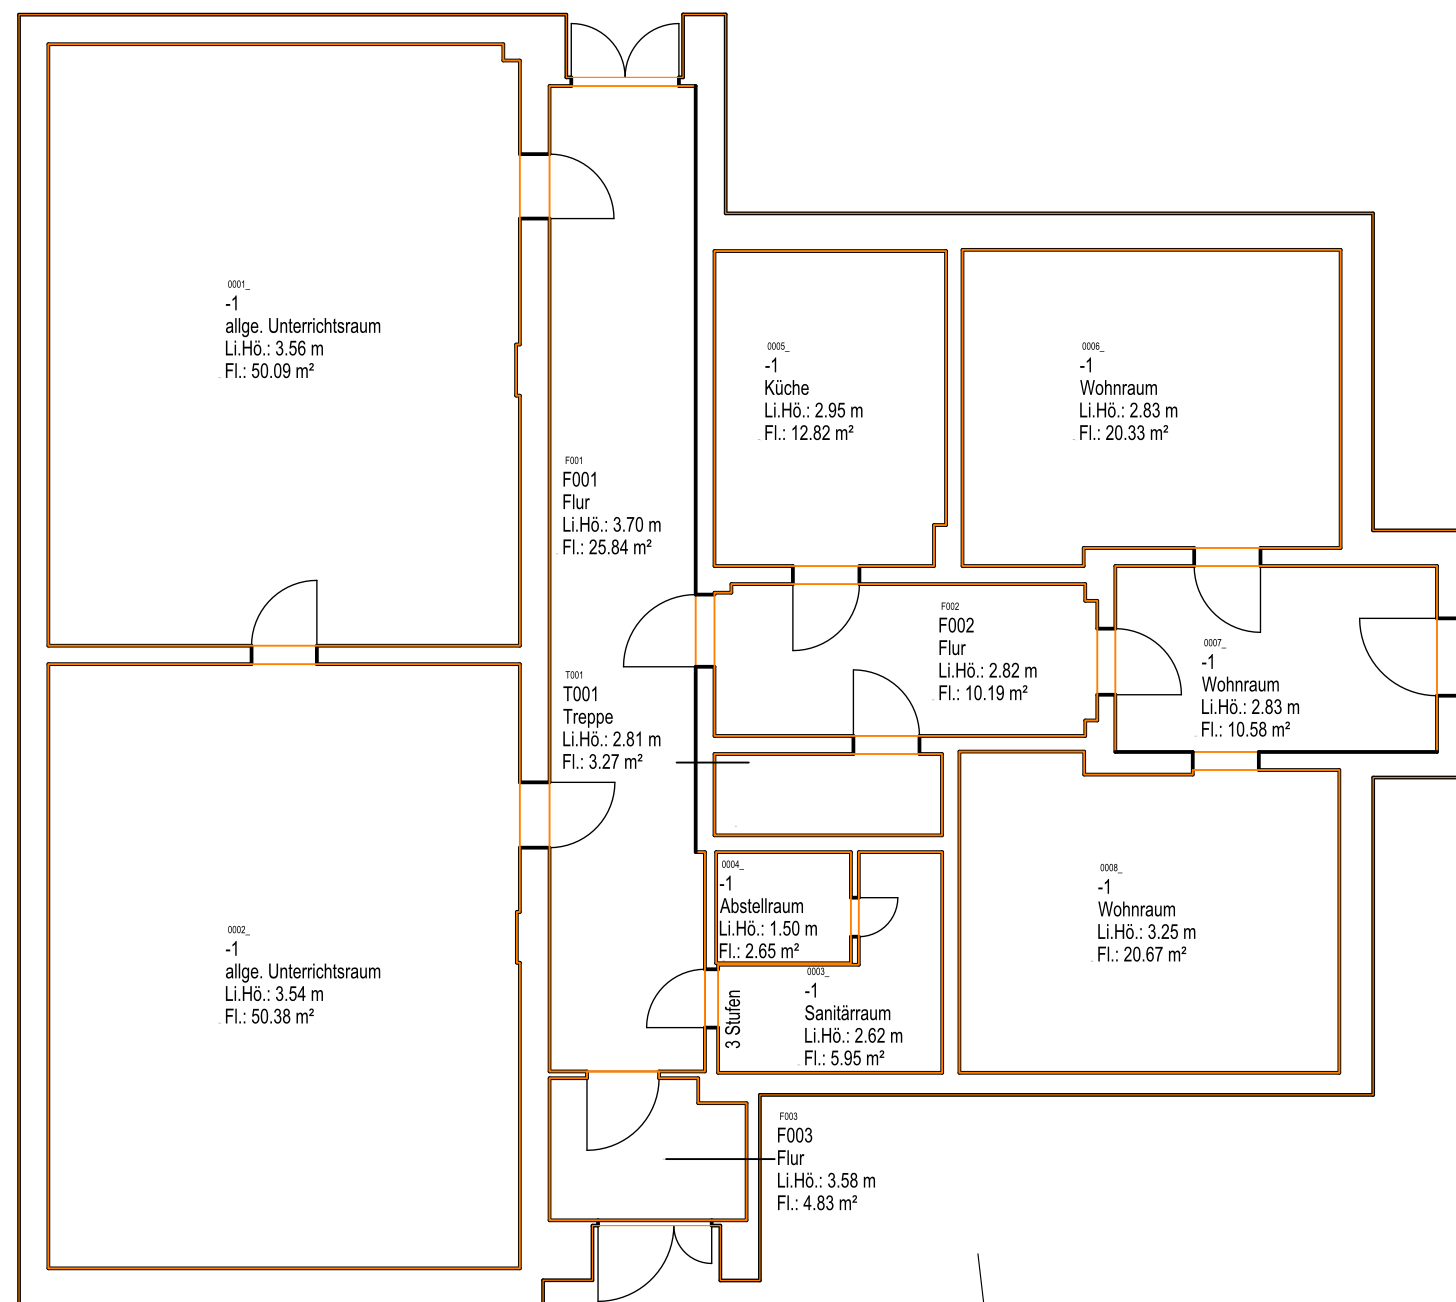 0001_
-1
allge. Unterrichtsraum
Li.Hö.: 3.56 m
Fl.: 50.09 m²
0005_
-1
Küche
Li.Hö.: 2.95 m
Fl.: 12.82 m²
0006_
-1
Wohnraum
Li.Hö.: 2.83 m
Fl.: 20.33 m²
F001
F001
Flur
Li.Hö.: 3.70 m
Fl.: 25.84 m²
F002
F002
Flur
Li.Hö.: 2.82 m
Fl.: 10.19 m²
0007_
-1
Wohnraum
Li.Hö.: 2.83 m
Fl.: 10.58 m²
T001
T001
Treppe
Li.Hö.: 2.81 m
Fl.: 3.27 m²
0004_
-1
Abstellraum
Li.Hö.: 1.50 m
Fl.: 2.65 m²
0008_
-1
Wohnraum
Li.Hö.: 3.25 m
Fl.: 20.67 m²
0002_
-1
allge. Unterrichtsraum
Li.Hö.: 3.54 m
Fl.: 50.38 m²
3 Stufen
0003_
-1
Sanitärraum
Li.Hö.: 2.62 m
Fl.: 5.95 m²
F003
F003
Flur
Li.Hö.: 3.58 m
Fl.: 4.83 m²